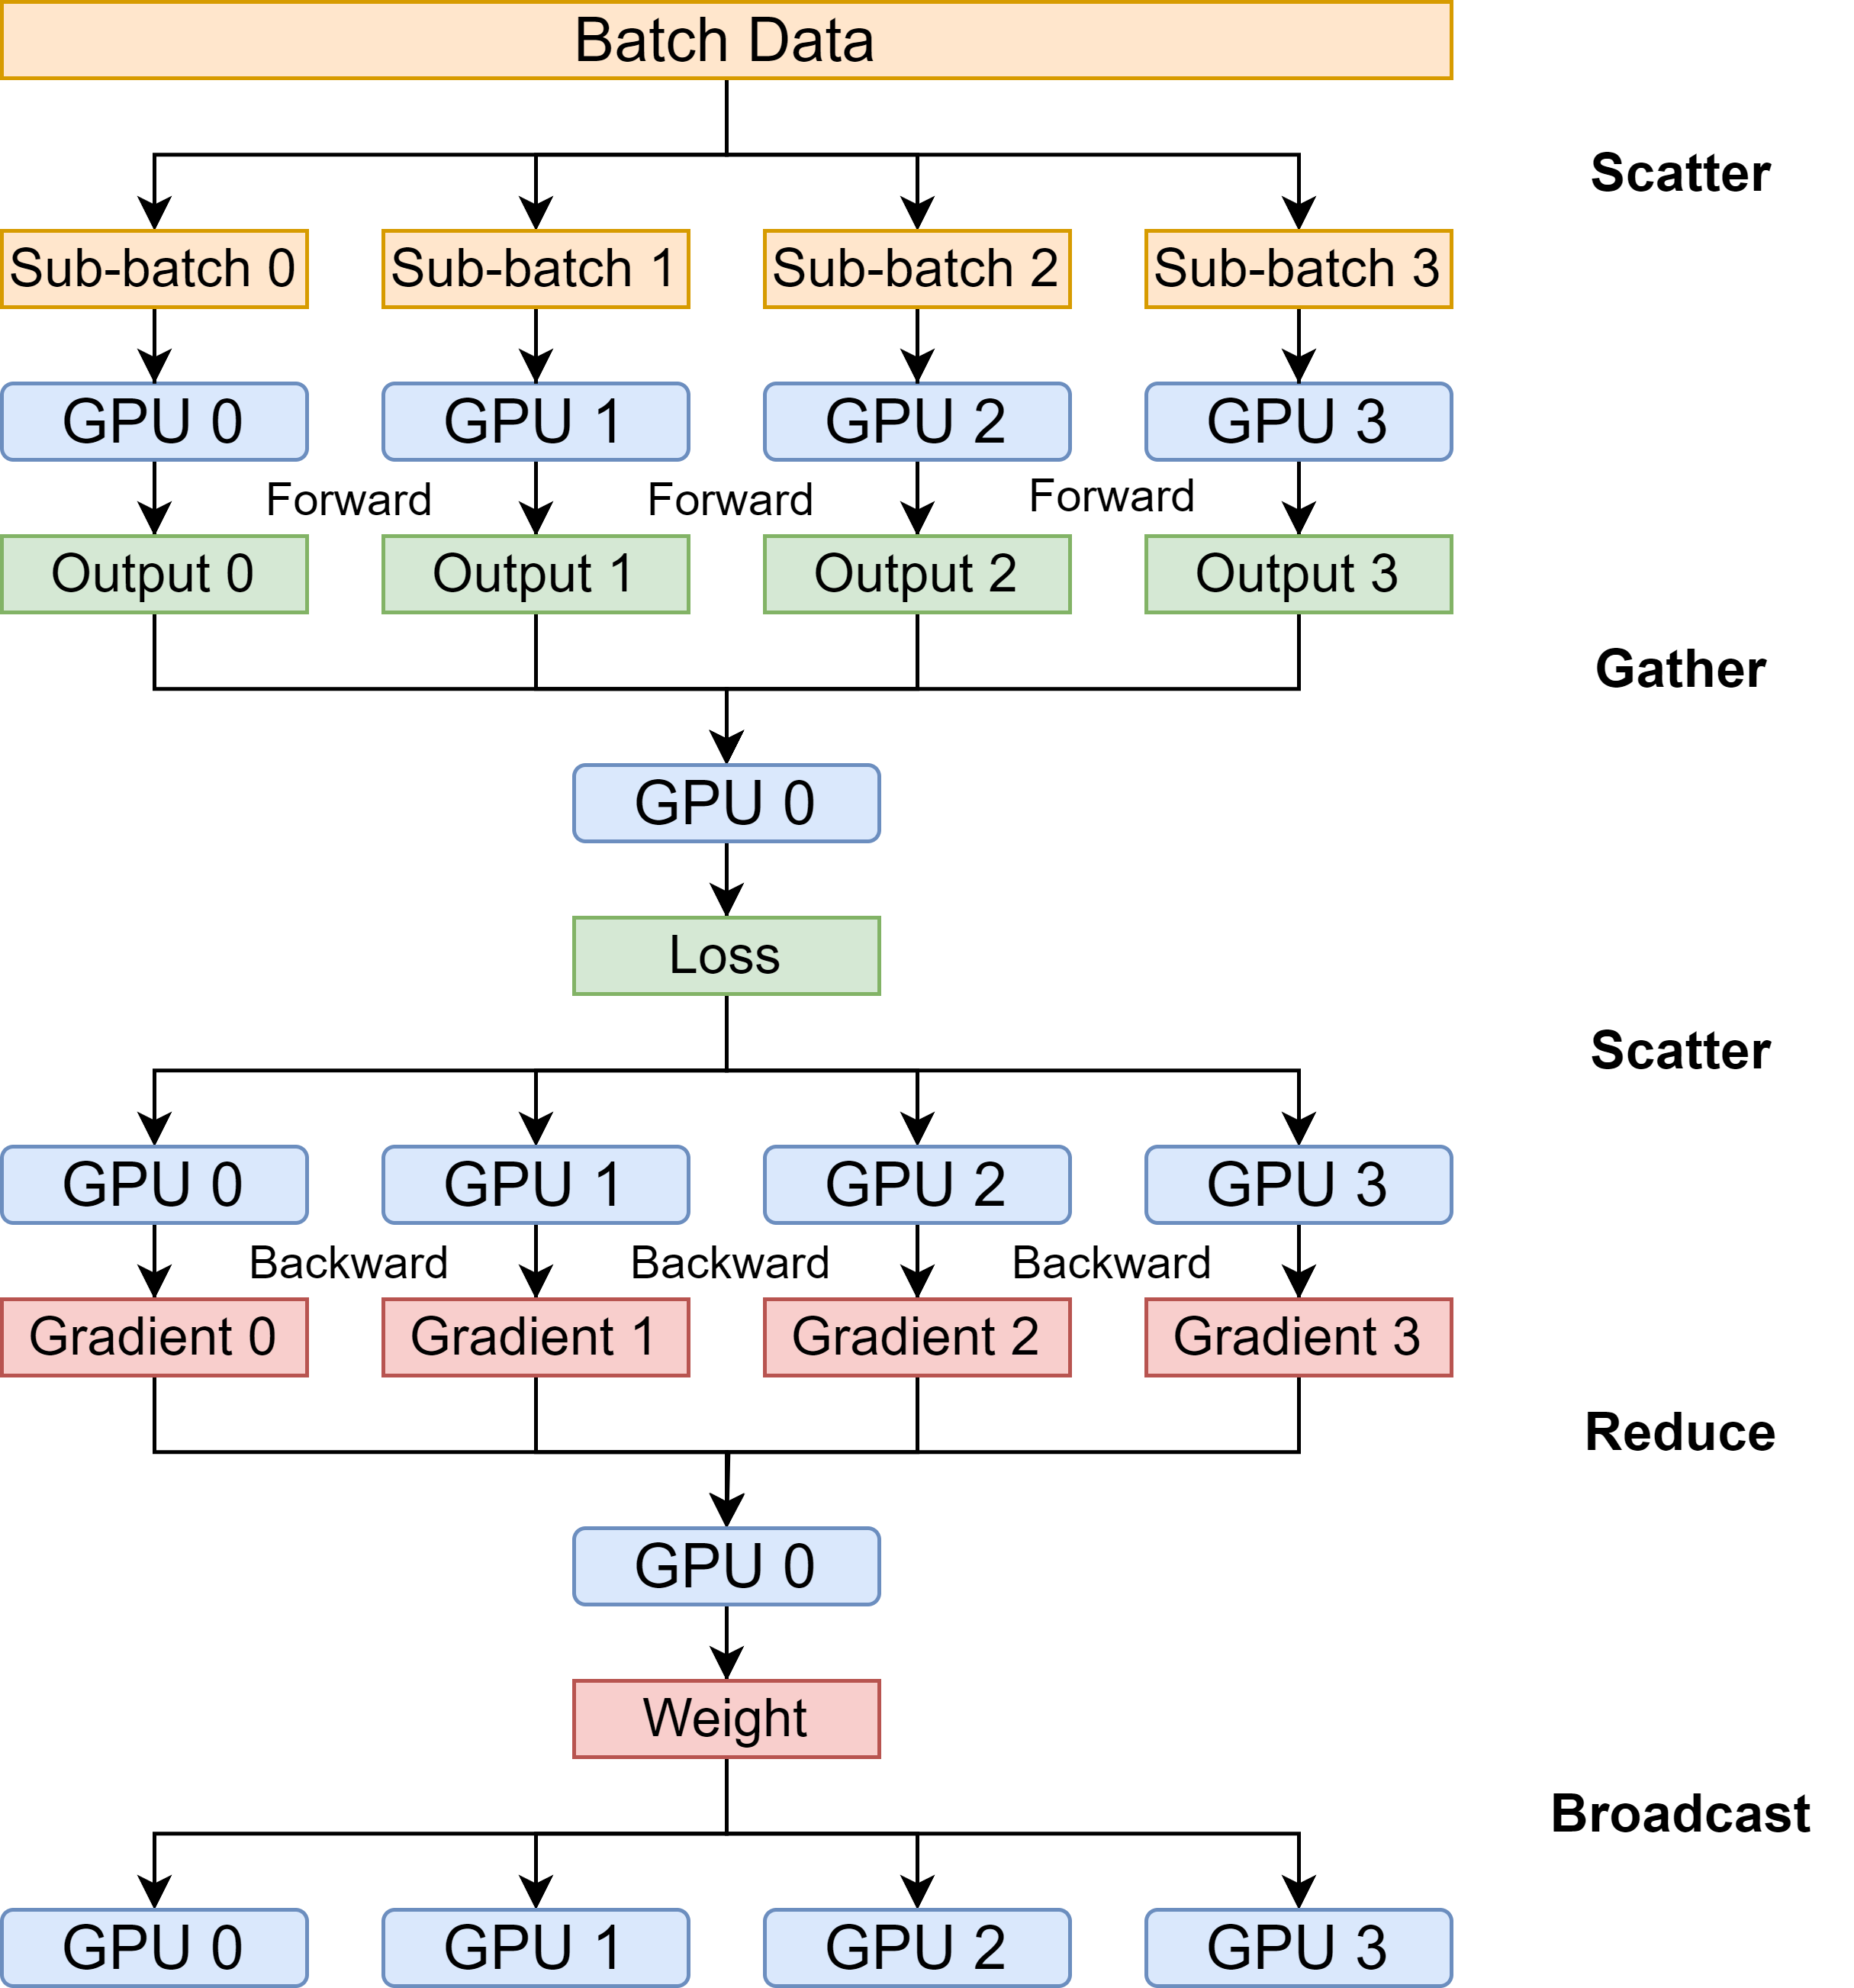 Batch Data
Scatter
Sub-batch 0 Sub-batch 1 Sub-batch 2 Sub-batch 3
GPU 0 GPU 1 GPU 2 GPU 3
Forward Forward Forward
Output 0 Output 1 Output 2 Output 3
Gather
GPU 0
Loss
Scatter
GPU 0 GPU 1 GPU 2 GPU 3
Backward Backward Backward
Gradient 0 Gradient 1 Gradient 2 Gradient 3
Reduce
GPU 0
Weight
Broadcast
GPU 0 GPU 1 GPU 2 GPU 3